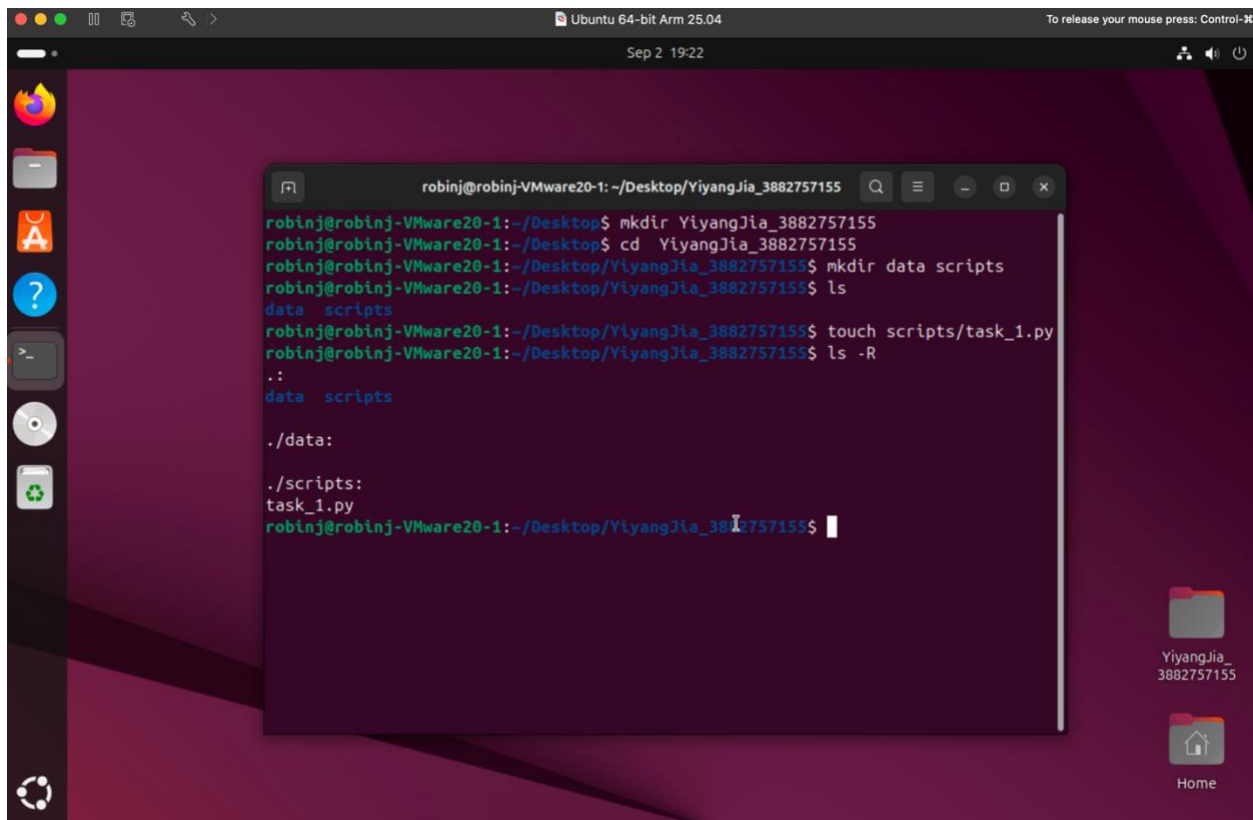 Ubuntu 64-bit Arm 25.04
To release your mouse press: Control-⌘
Sep 2 19:22
robinj@robinj-VMware20-1: ~/Desktop/YiyangJia_3882757155
robinj@robinj-VMware20-1:~/Desktop$ mkdir YiyangJia_3882757155
robinj@robinj-VMware20-1:~/Desktop$ cd  YiyangJia_3882757155
robinj@robinj-VMware20-1:~/Desktop/YiyangJia_3882757155$ mkdir data scripts
robinj@robinj-VMware20-1:~/Desktop/YiyangJia_3882757155$ ls
data  scripts
robinj@robinj-VMware20-1:~/Desktop/YiyangJia_3882757155$ touch scripts/task_1.py
robinj@robinj-VMware20-1:~/Desktop/YiyangJia_3882757155$ ls -R
.:
data  scripts
./data:
./scripts:
task_1.py
robinj@robinj-VMware20-1:~/Desktop/YiyangJia_3882757155$
YiyangJia_
3882757155
Home